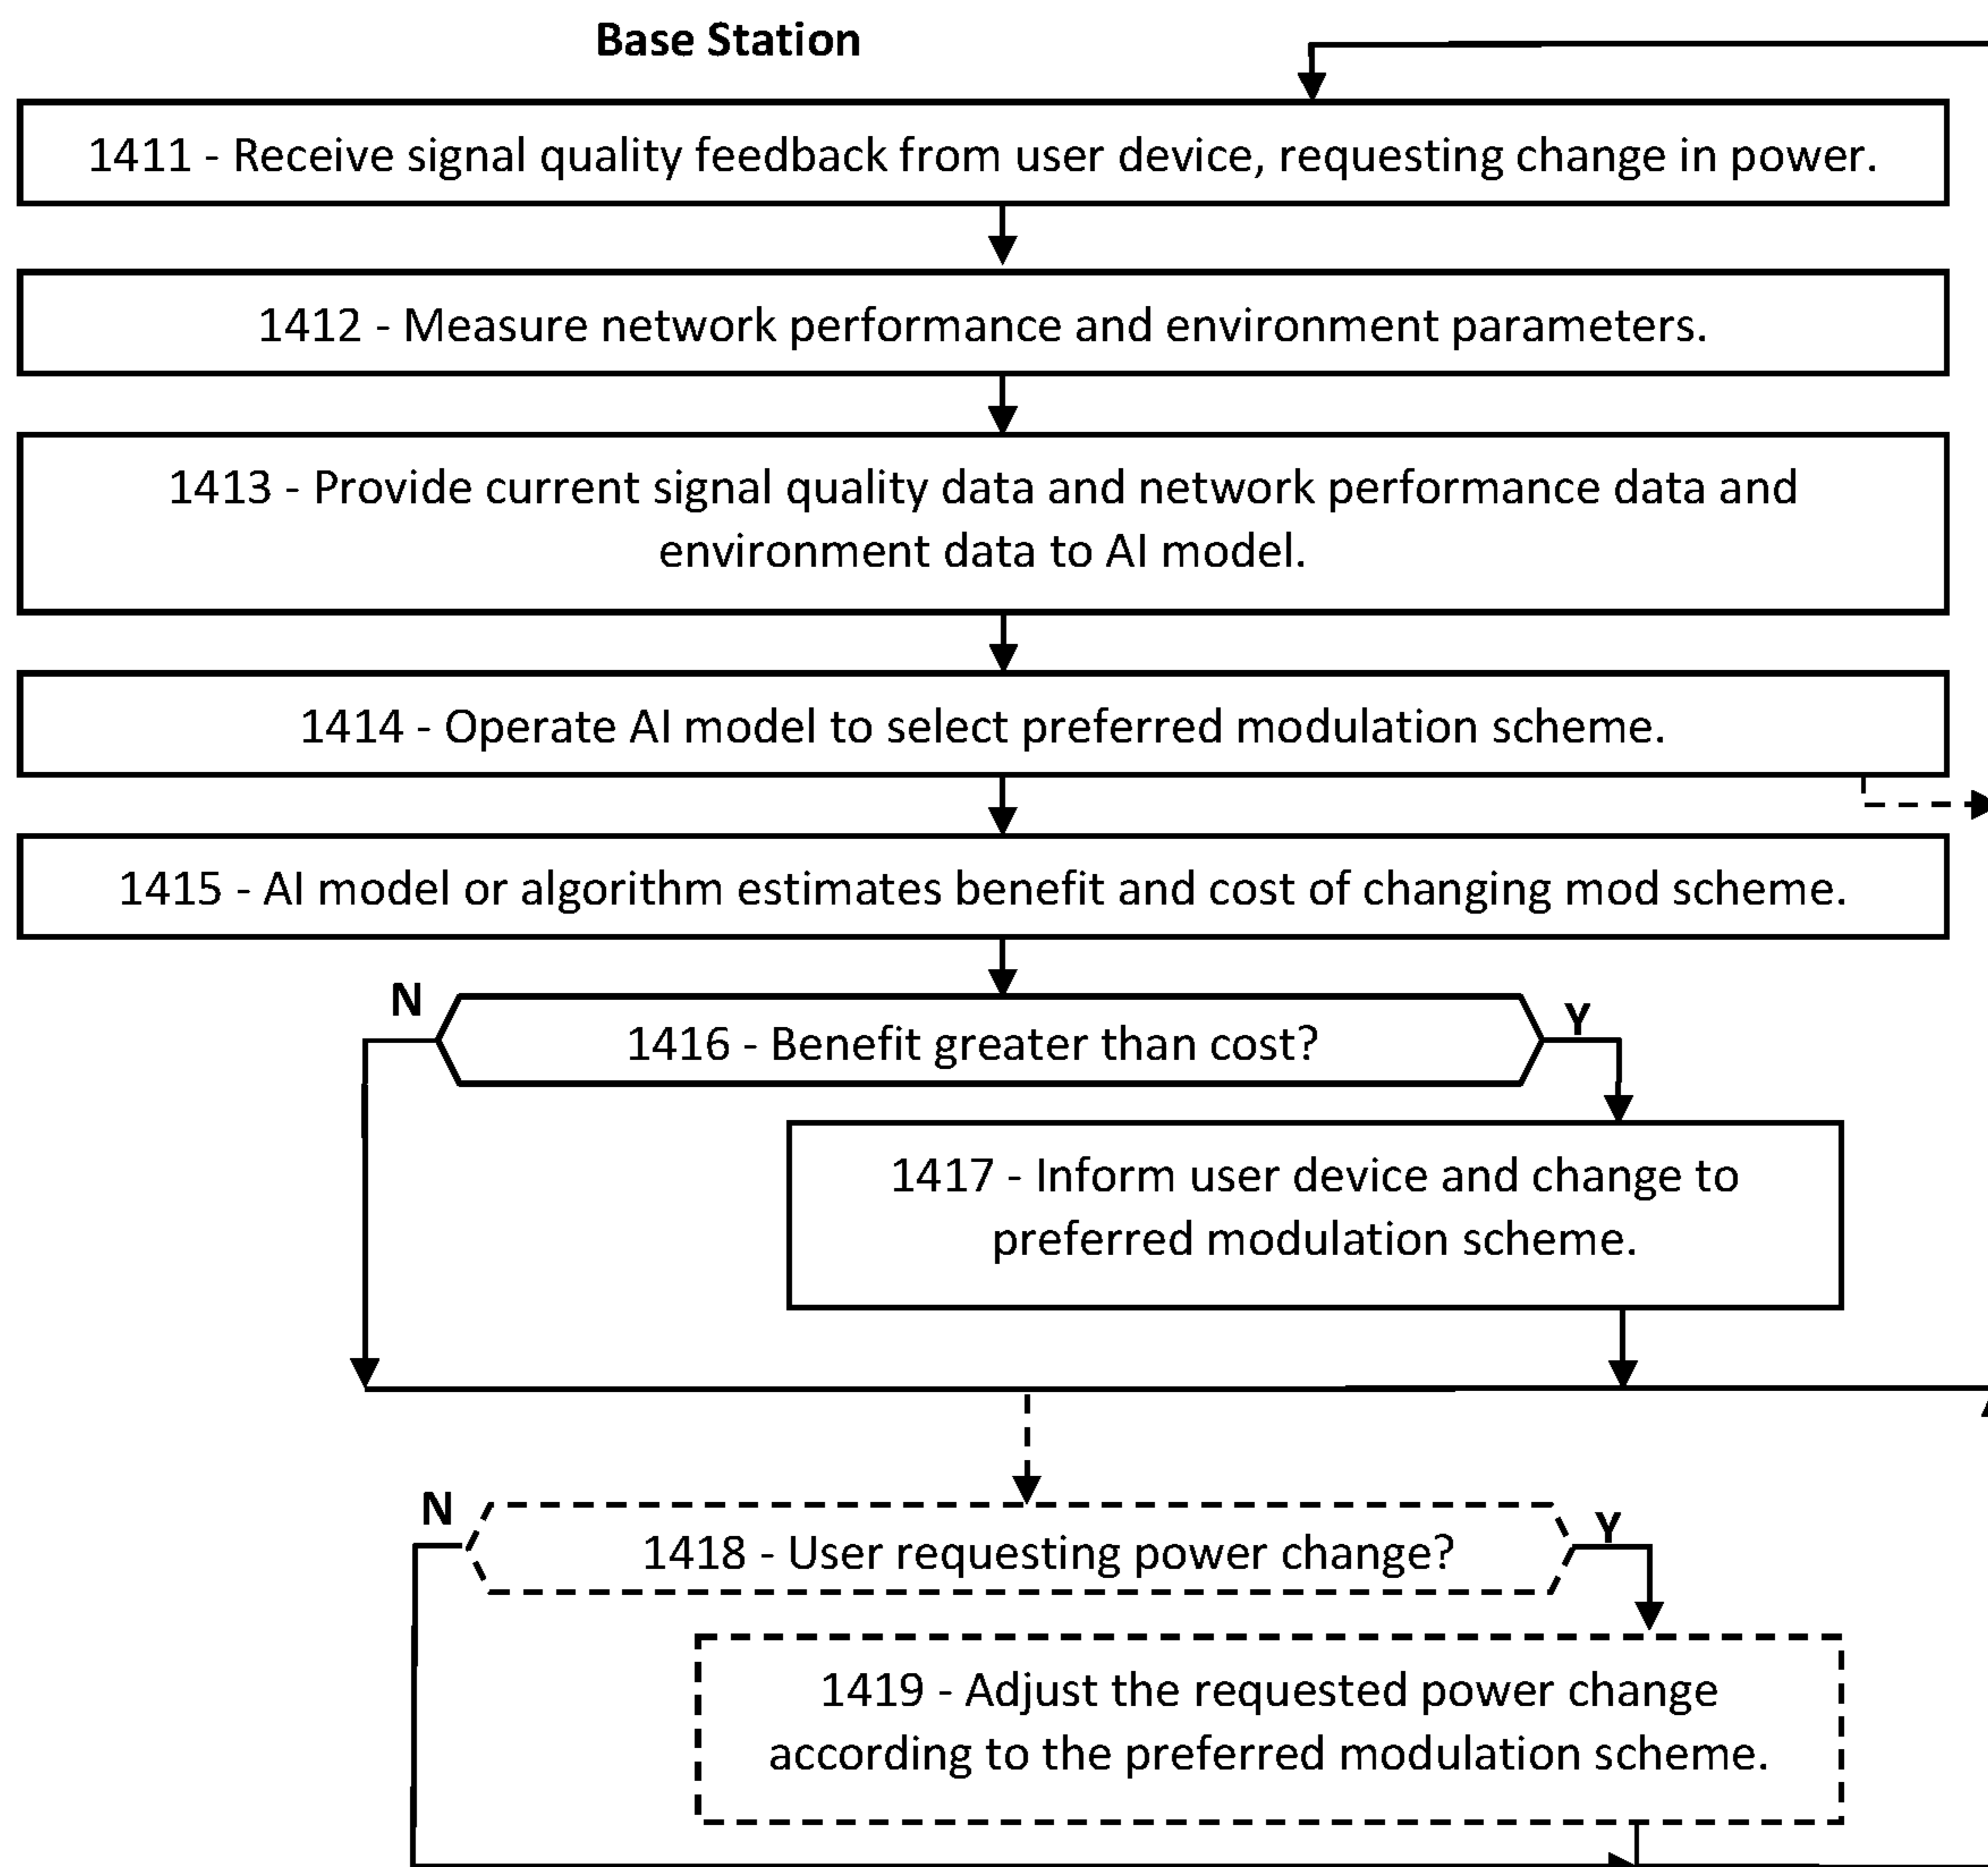 Base Station
1411 - Receive signal quality feedback from user device, requesting change in power.
1412 - Measure network performance and environment parameters.
1413 - Provide current signal quality data and network performance data and
environment data to AI model.
1414 - Operate AI model to select preferred modulation scheme.
1415 - AI model or algorithm estimates benefit and cost of changing mod scheme.
N
Y
1416 - Benefit greater than cost?
1417 - Inform user device and change to
preferred modulation scheme.
N
Y
1418 - User requesting power change?
1419 - Adjust the requested power change
according to the preferred modulation scheme.